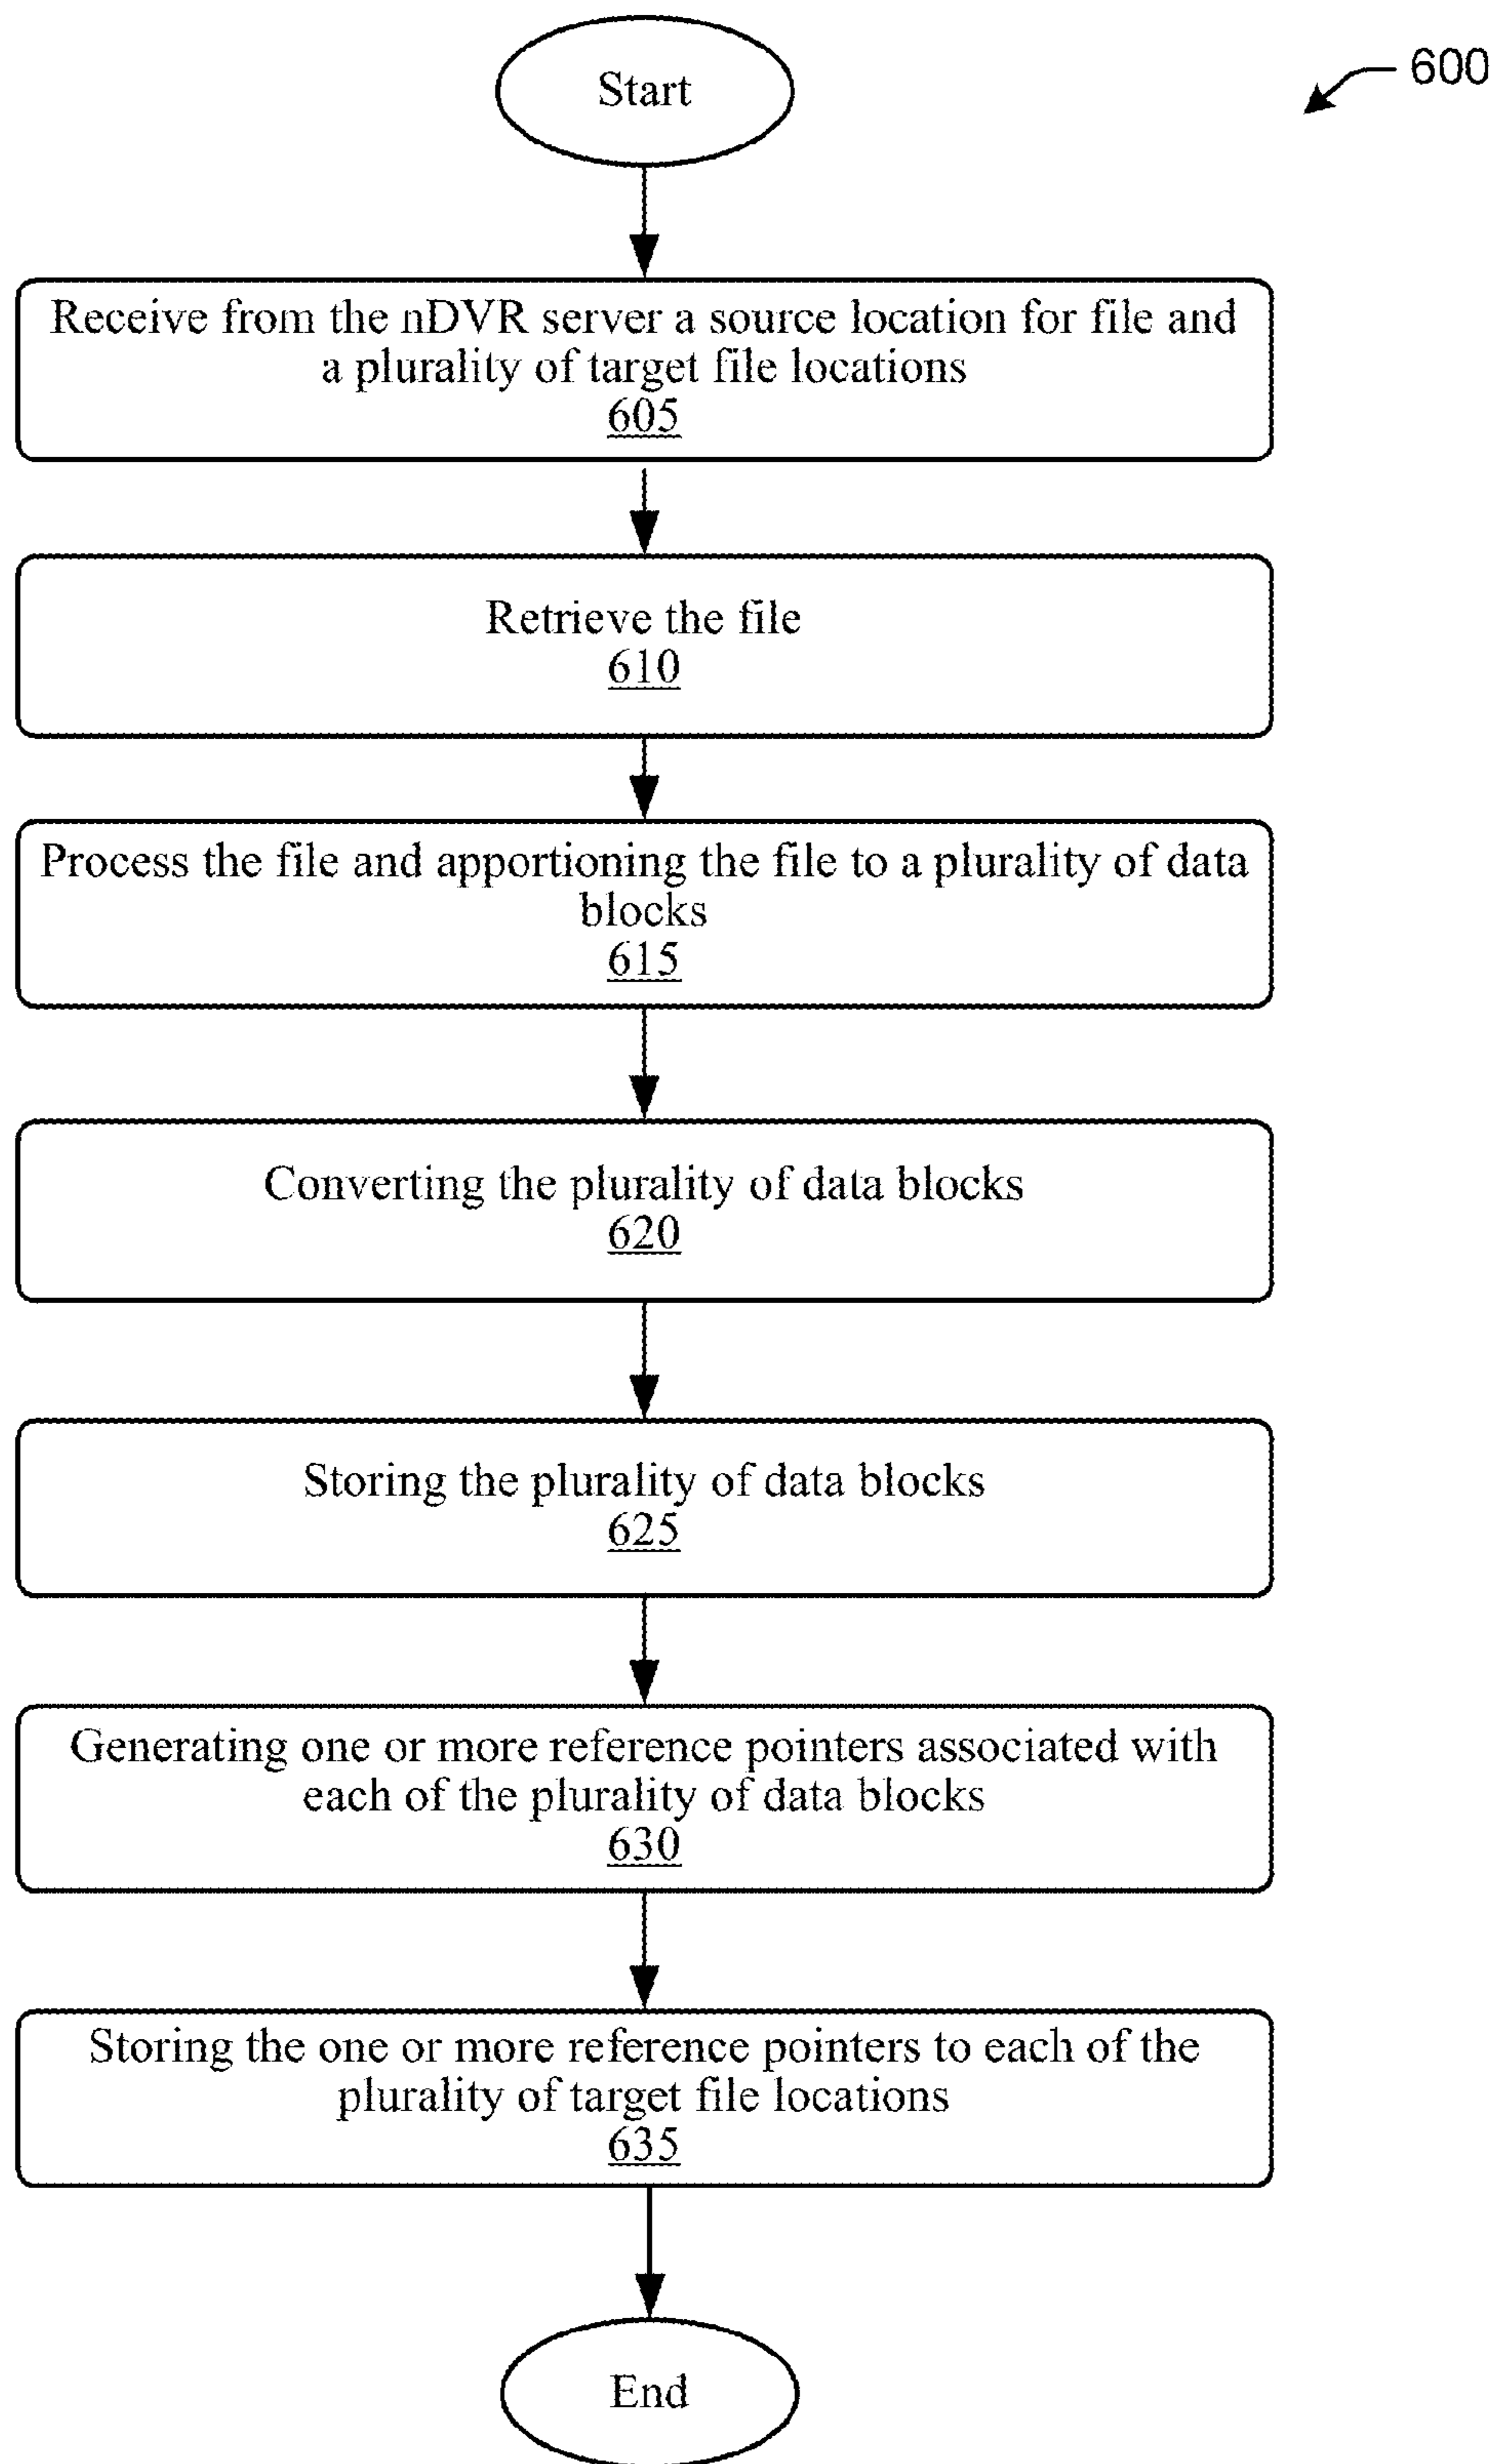 Start
600
Receive from the nDVR server a source location for file and
a plurality of target file locations
605
Retrieve the file
610
Process the file and apportioning the file to a plurality of data
blocks
615
Converting the plurality of data blocks
620
Storing the plurality of data blocks
625
Generating one or more reference pointers associated with
each of the plurality of data blocks
630
Storing the one or more reference pointers to each of the
plurality of target file locations
635
End